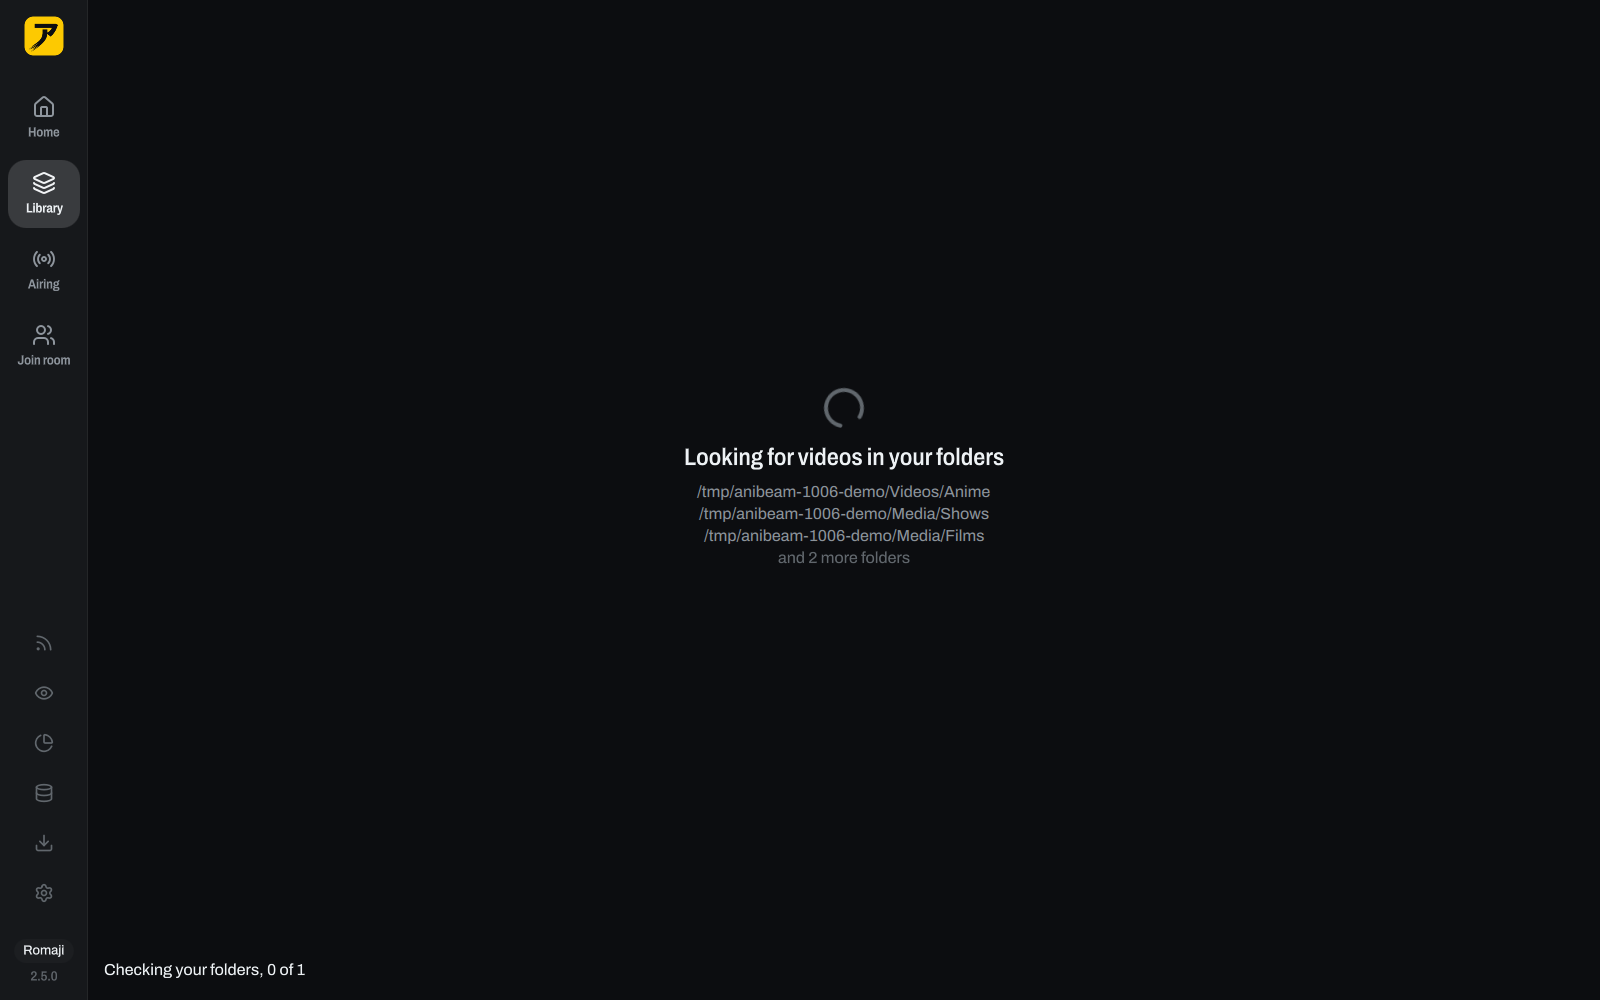 ア
Home
Library
Airing
Join room
Looking for videos in your folders
/tmp/anibeam-1006-demo/Videos/Anime
/tmp/anibeam-1006-demo/Media/Shows
/tmp/anibeam-1006-demo/Media/Films
and 2 more folders
Romaji
2.5.0
Checking your folders, 0 of 1